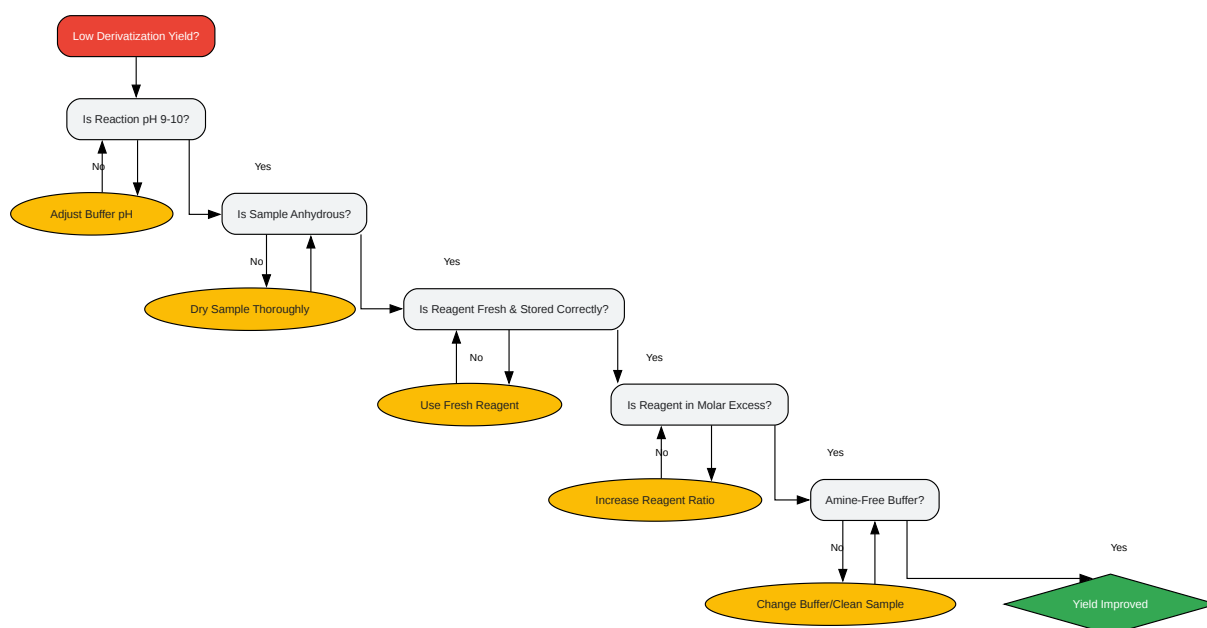 Low Derivatization Yield?
Is Reaction pH 9-10?
No
Yes
Adjust Buffer pH
Is Sample Anhydrous?
No
Yes
Dry Sample Thoroughly
Is Reagent Fresh & Stored Correctly?
No
Yes
Use Fresh Reagent
Is Reagent in Molar Excess?
No
Yes
Increase Reagent Ratio
Amine-Free Buffer?
No
Yes
Change Buffer/Clean Sample
Yield Improved